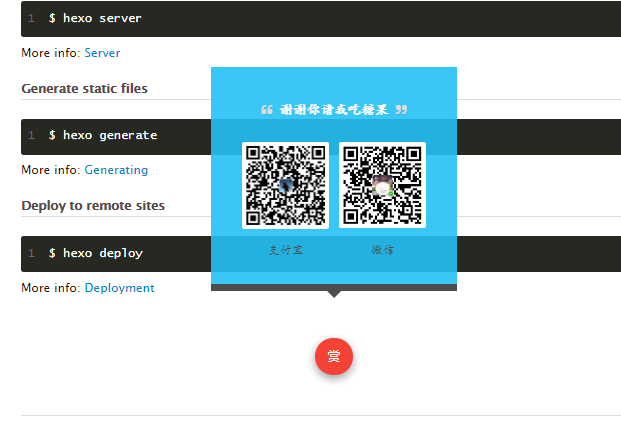 1 $ hexo server
More info: Server
Generate static files
“ 谢谢你请我吃糖果 ”
1 $ hexo generate
More info: Generating
Deploy to remote sites
1 $ hexo deploy
支付宝 微信
More info: Deployment
赏